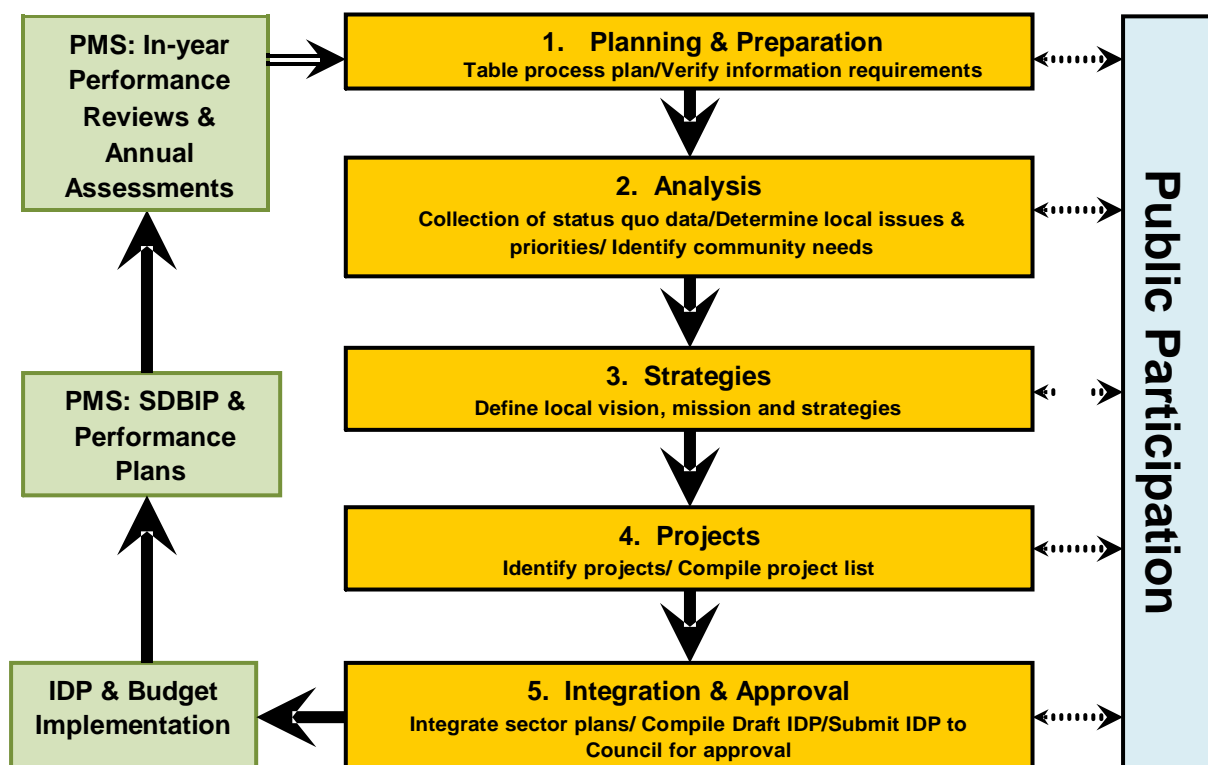 PMS: In-year
Performance
Reviews &
Annual
Assessments
1. Planning & Preparation
Table process plan/Verify information requirements
2. Analysis
Collection of status quo data/Determine local issues &
priorities/ Identify community needs
3. Strategies
Define local vision, mission and strategies
PMS: SDBIP &
Performance
Plans
4. Projects
Identify projects/ Compile project list
IDP & Budget
Implementation
5. Integration & Approval
Integrate sector plans/ Compile Draft IDP/Submit IDP to
Council for approval
Public Participation